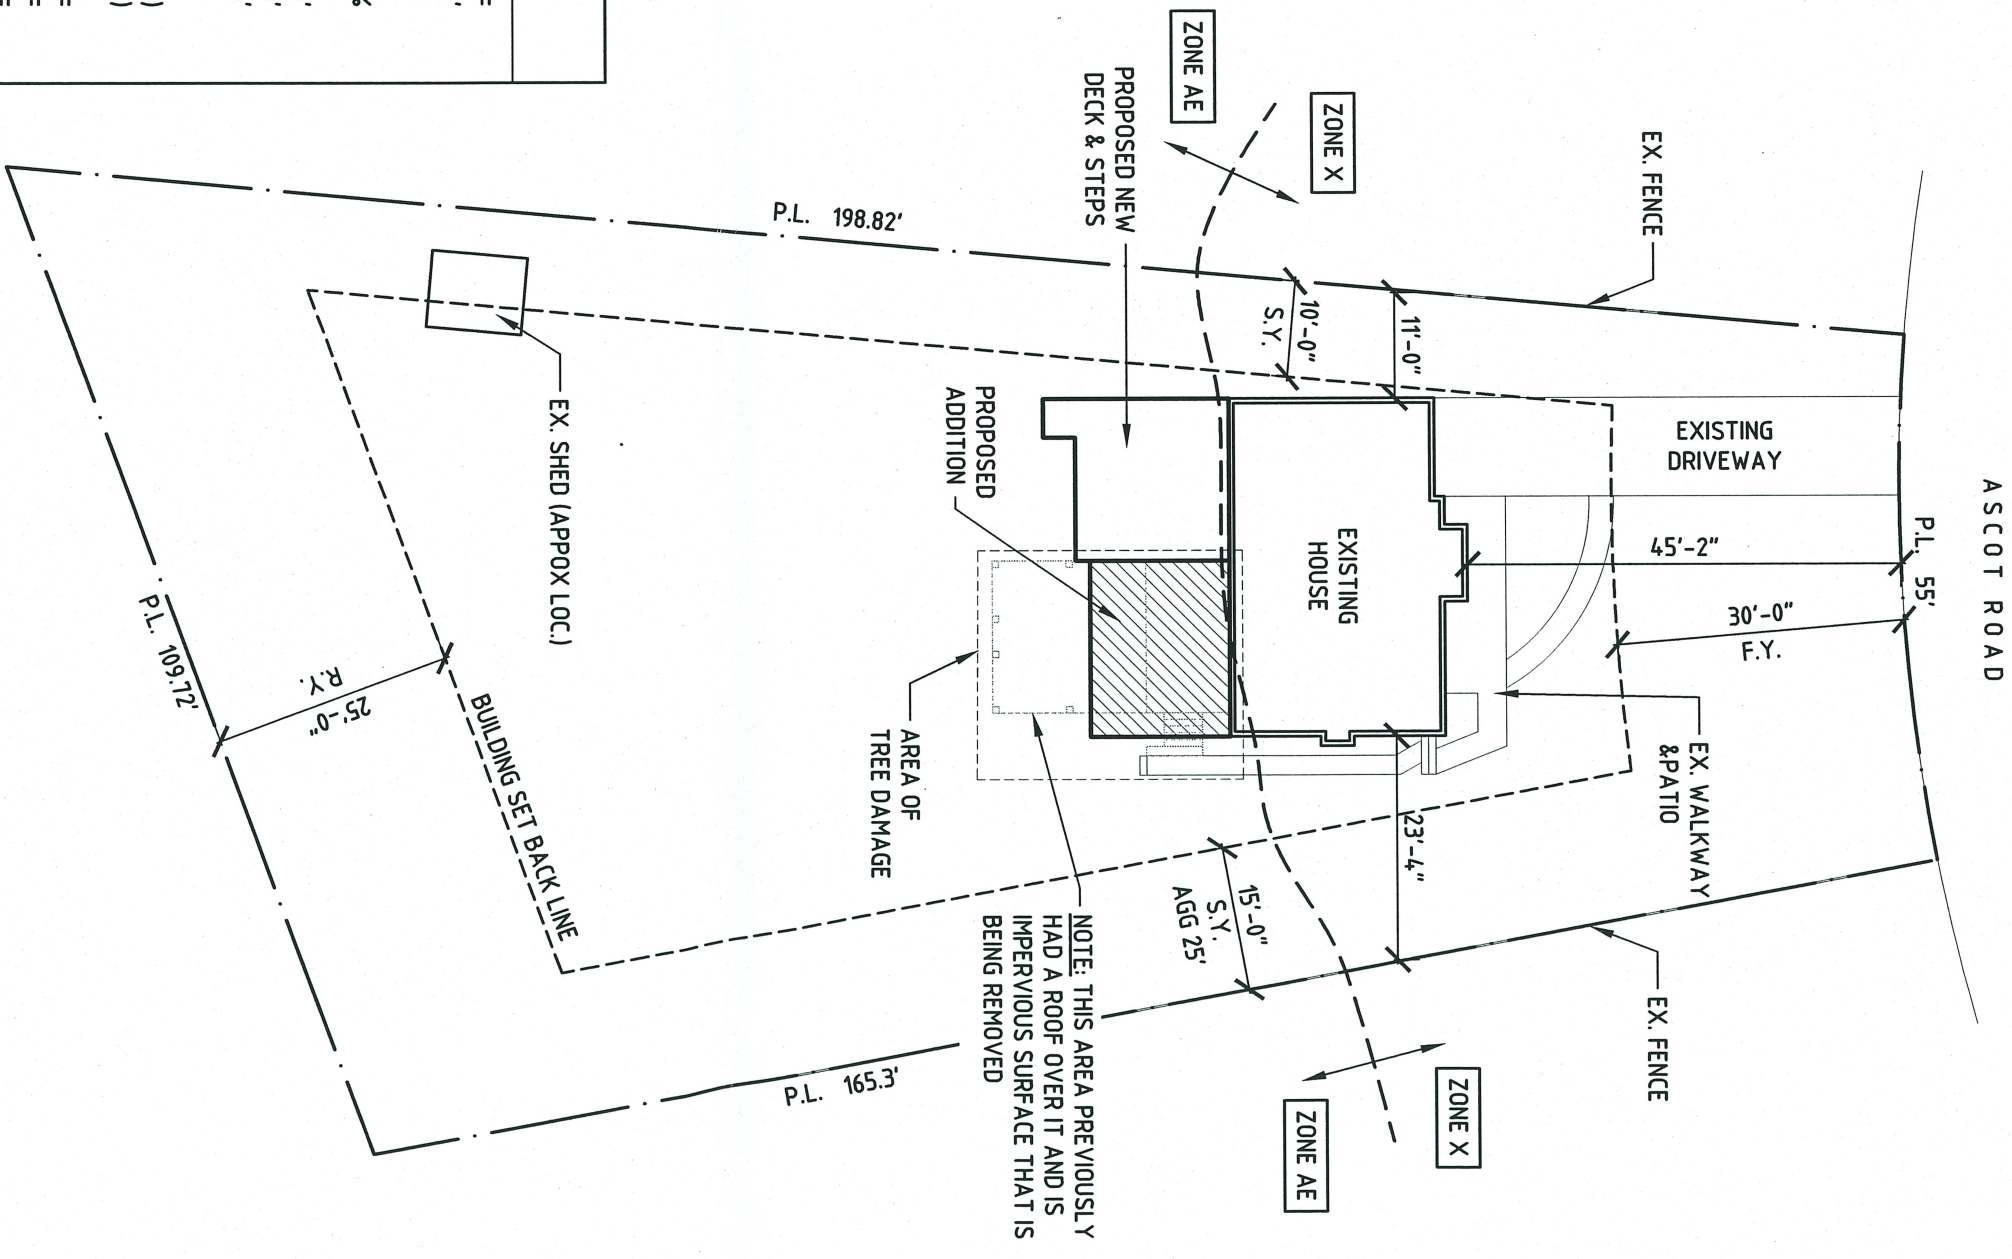 ASCOT ROAD
P.L. 55'
EX. FENCE
EXISTING
DRIVEWAY
45'-2"
30'-0"
F.Y.
EX. WALKWAY
&PATIO
EX. FENCE
ZONE X
ZONE AE
11'-0"
10'-0"
S.Y.
EXISTING
HOUSE
23'-4"
ZONE X
ZONE AE
15'-0"
S.Y.
AGG 25'
PROPOSED NEW
DECK & STEPS
PROPOSED
ADDITION
NOTE: THIS AREA PREVIOUSLY
HAD A ROOF OVER IT AND IS
IMPERVIOUS SURFACE THAT IS
BEING REMOVED
AREA OF
TREE DAMAGE
P.L. 198.82'
P.L. 165.3'
EX. SHED (APPOX LOC.)
BUILDING SET BACK LINE
25'-0"
R.Y.
P.L. 109.72'